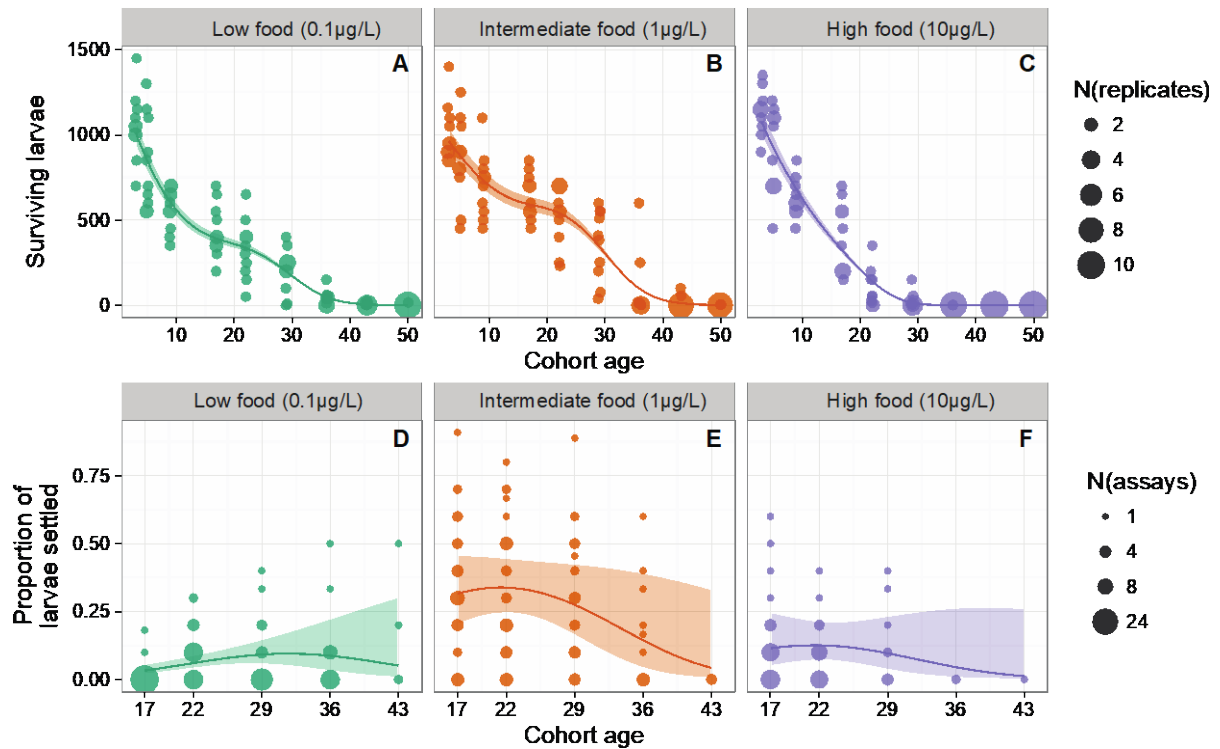 Low food (0.1µg/L)
Intermediate food (1µg/L)
High food (10µg/L)
A
B
C
Surviving larvae
1500
1000
500
0
10 20 30 40 50
10 20 30 40 50
10 20 30 40 50
Cohort age
Cohort age
N(replicates)
2
4
6
8
10
Low food (0.1µg/L)
Intermediate food (1µg/L)
High food (10µg/L)
D
E
F
Proportion of
larvae settled
0.75
0.50
0.25
0.00
17 22 29 36 43
17 22 29 36 43
17 22 29 36 43
Cohort age
Cohort age
N(assays)
1
4
8
24